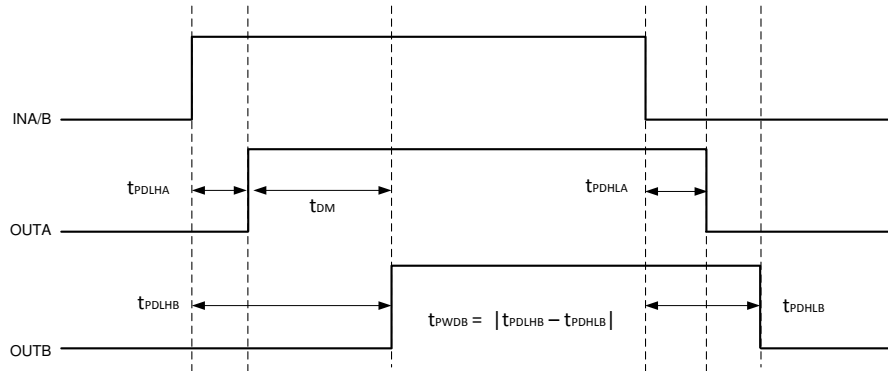 INA/B
tPDLHA
tDM
tPDHLA
OUTA
tPDLHB
tPWDB = |tPDLHB – tPDHLB|
tPDHLB
OUTB